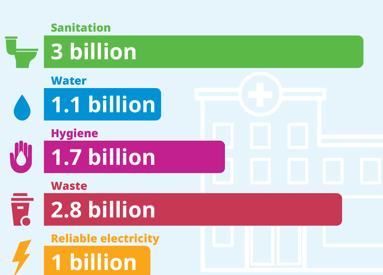 Sanitation
3 billion
Water
1.1 billion
Hygiene
1.7 billion
Waste
2.8 billion
Reliable electricity
1 billion